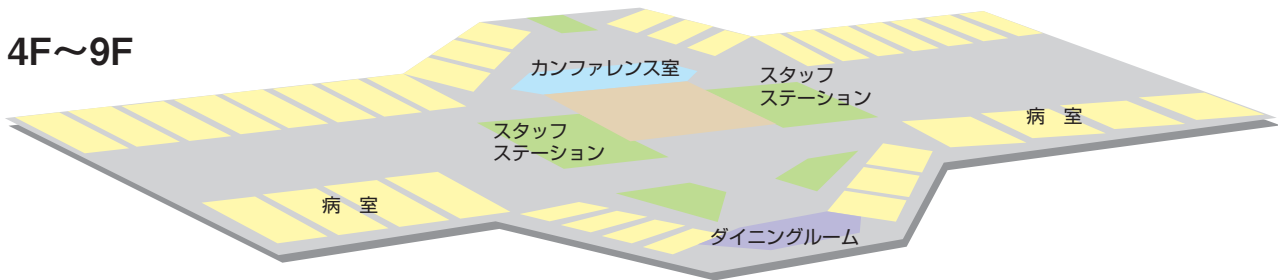 4F〜9F
カンファレンス室
スタッフ
ステーション
スタッフ
ステーション
病　室
病　室
ダイニングルーム